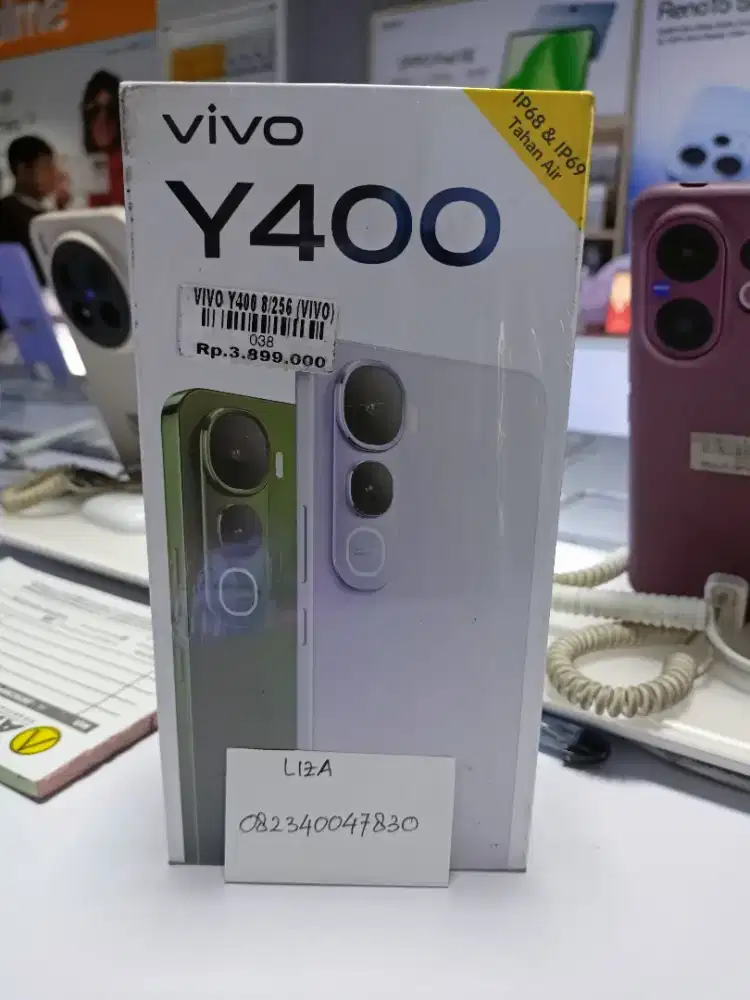 vivo
Y400
IP68 & IP69
Tahan Air
VIVO Y400 8/256 (VIVO)
038
Rp.3.899.000
LIZA
082340047830